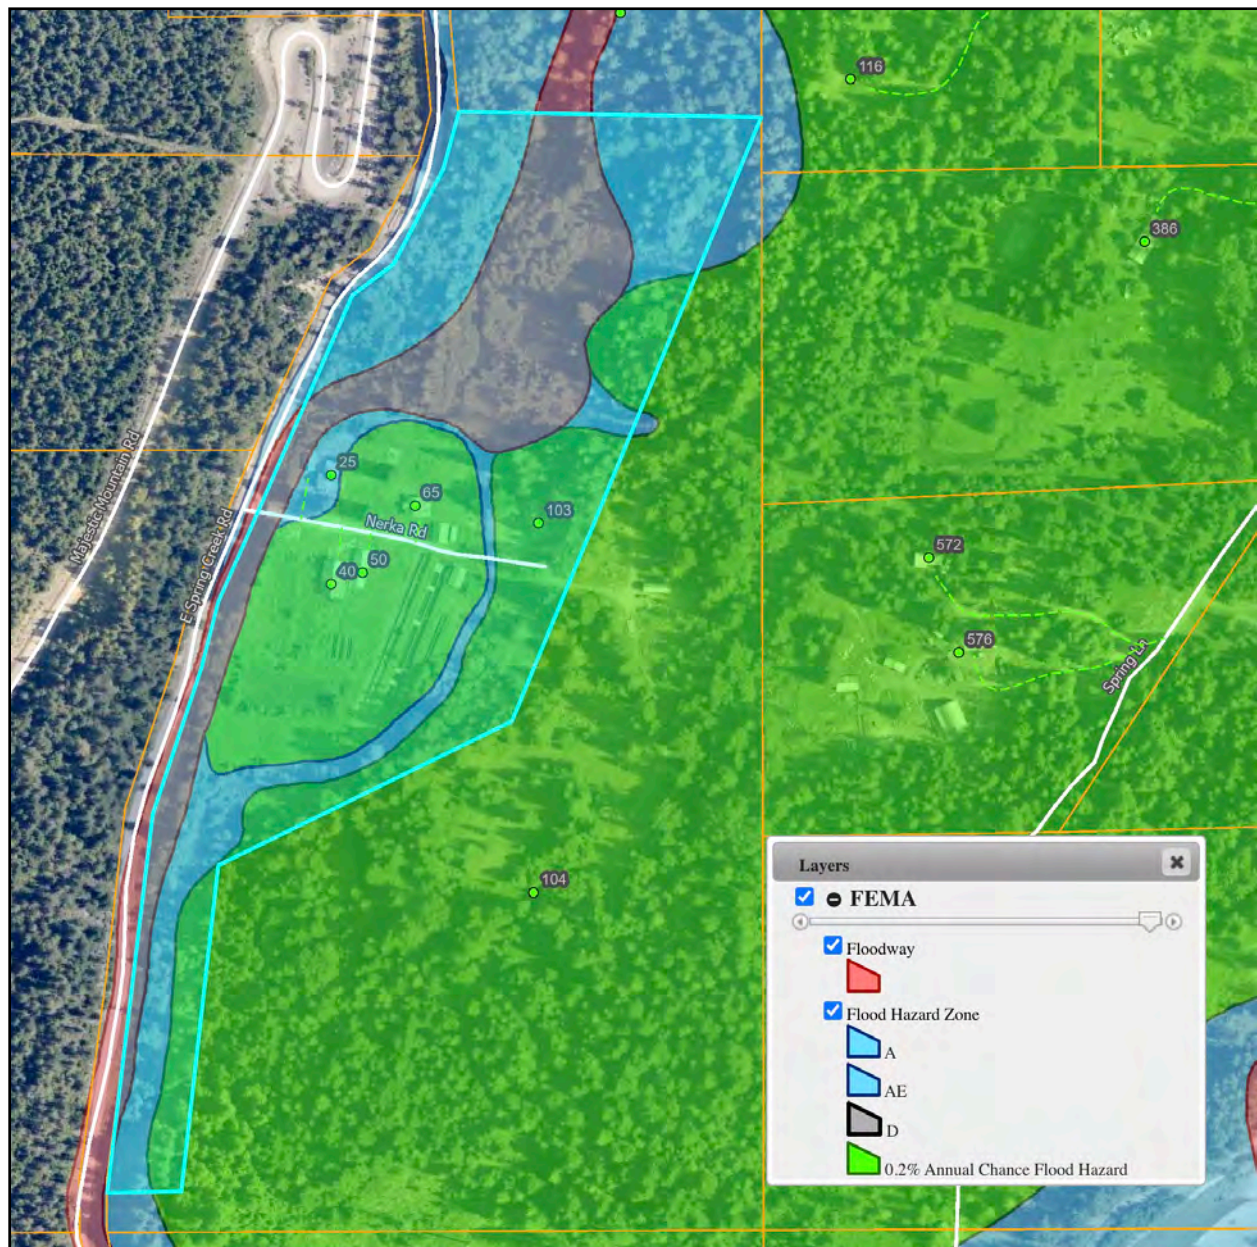 116
386
25
65
103
Nerka Rd
40
50
572
576
Majestic Mountain Rd
E Spring Creek Rd
Spring Ln
104
Layers
FEMA
Floodway
Flood Hazard Zone
A
AE
D
0.2% Annual Chance Flood Hazard